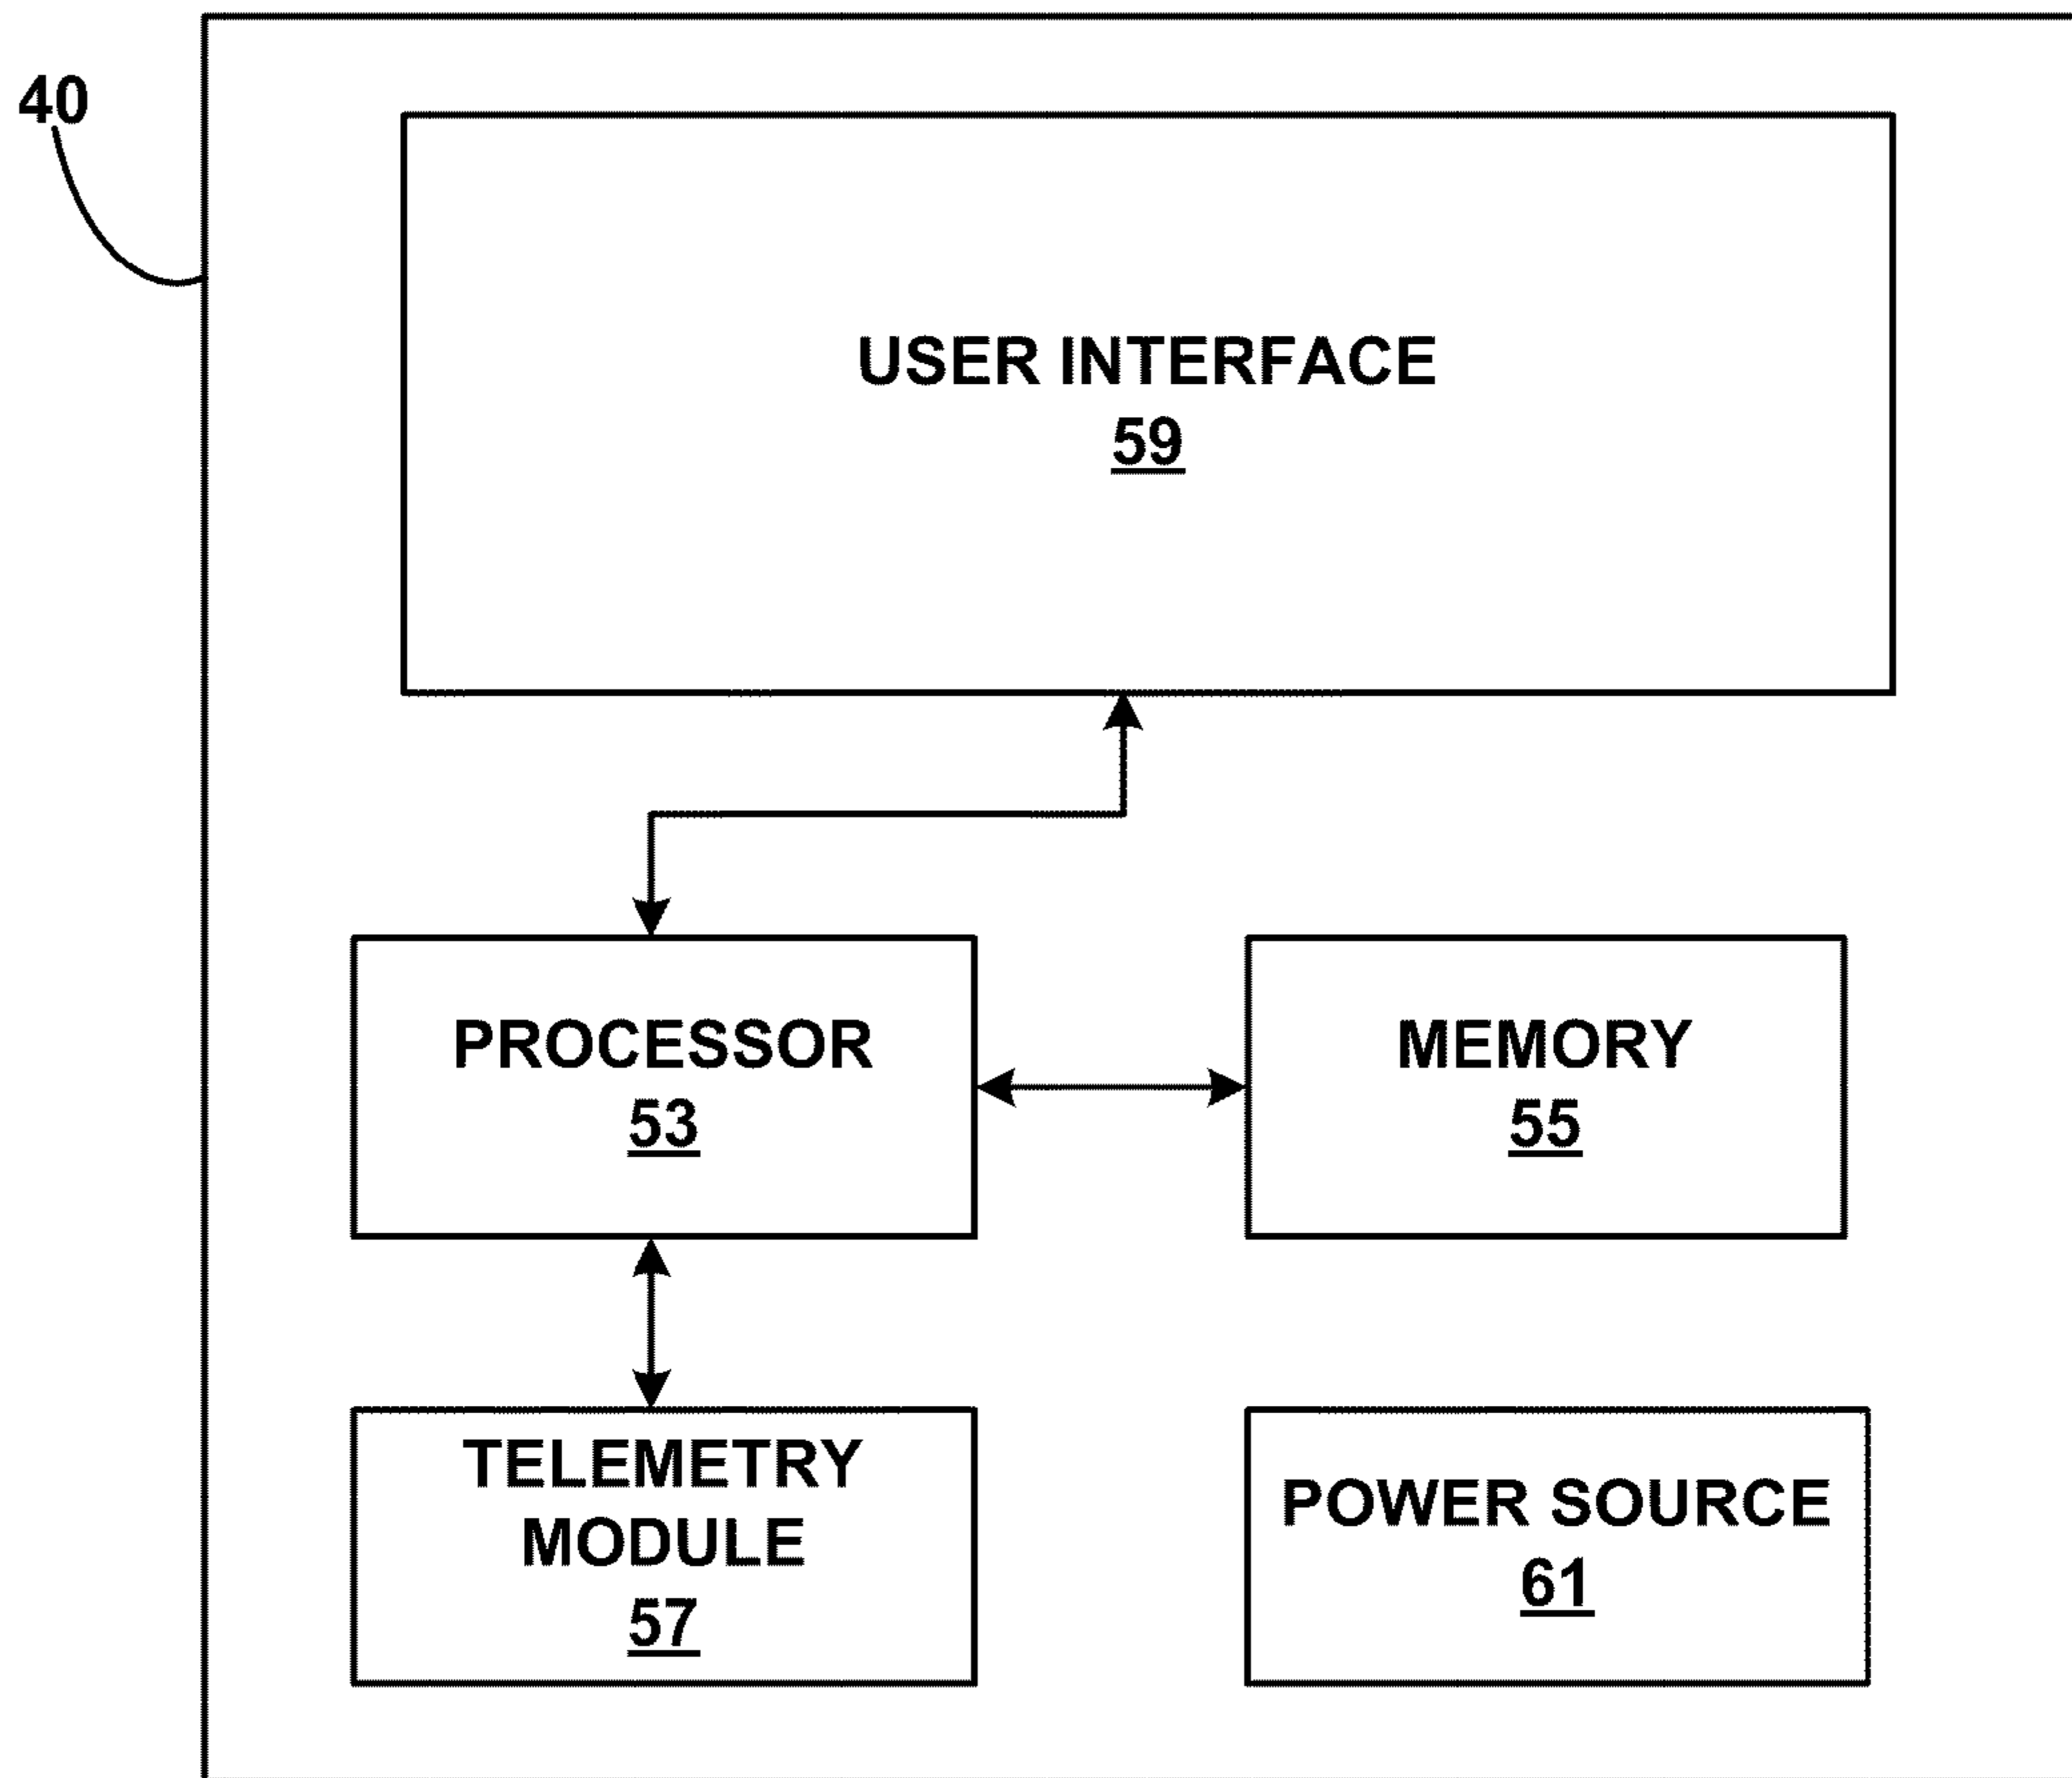 40
USER INTERFACE
59
PROCESSOR
53
MEMORY
55
TELEMETRY
MODULE
57
POWER SOURCE
61